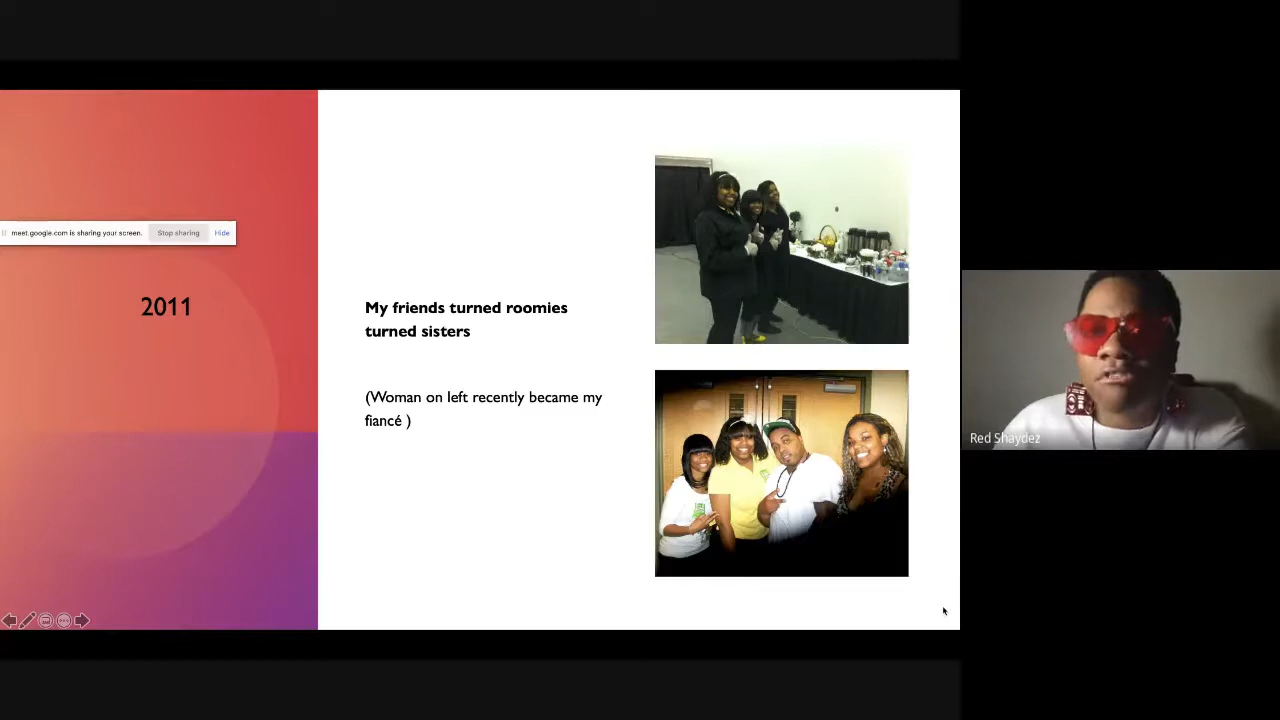 meet.google.com is sharing your screen. Stop sharing Hide
2011
My friends turned roomies
turned sisters
(Woman on left recently became my
fiancé )
Red Shaydez